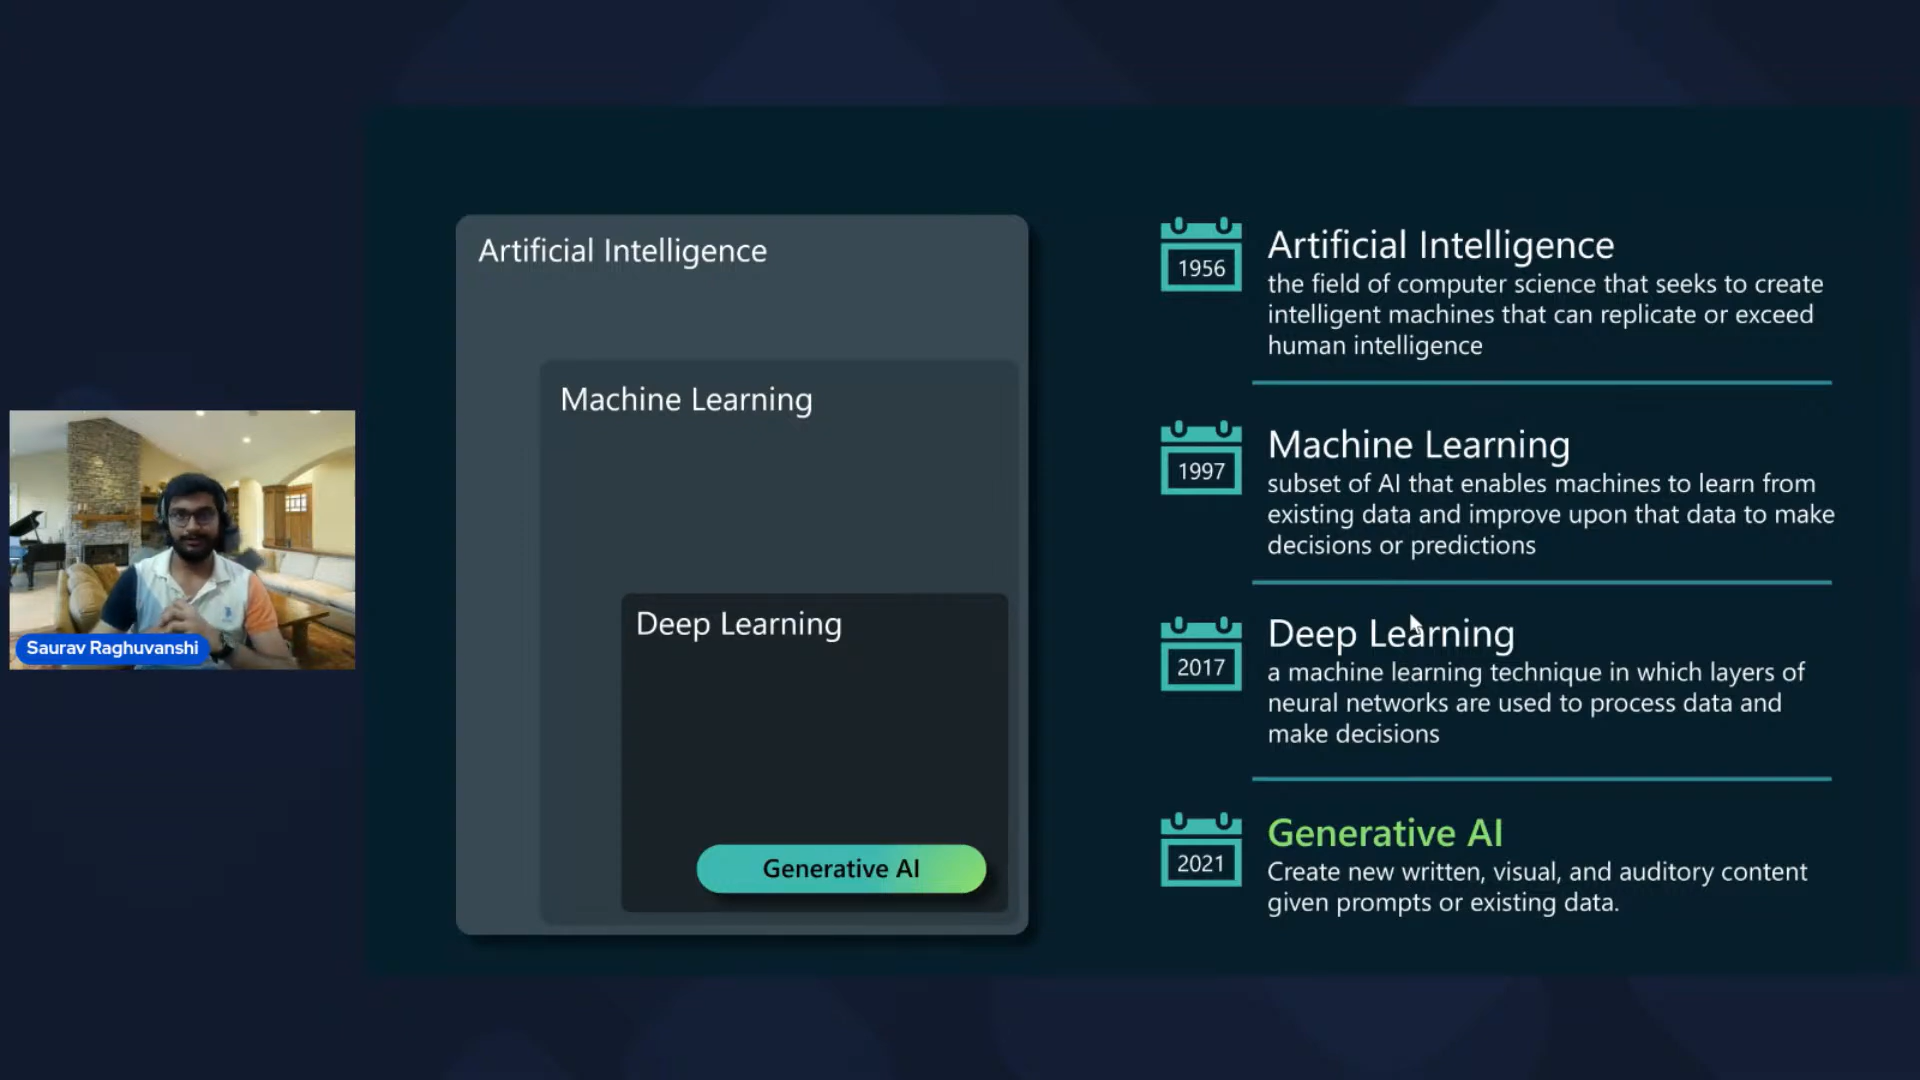 Artificial Intelligence
Machine Learning
Deep Learning
Generative AI
1956
Artificial Intelligence
the field of computer science that seeks to create
intelligent machines that can replicate or exceed
human intelligence
1997
Machine Learning
subset of AI that enables machines to learn from
existing data and improve upon that data to make
decisions or predictions
2017
Deep Learning
a machine learning technique in which layers of
neural networks are used to process data and
make decisions
2021
Generative AI
Create new written, visual, and auditory content
given prompts or existing data.
Saurav Raghuvanshi